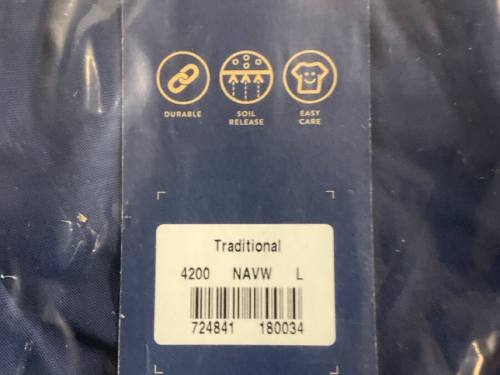 DURABLE
SOIL
RELEASE
EASY
CARE
Traditional
4200 NAVW L
724841 180034